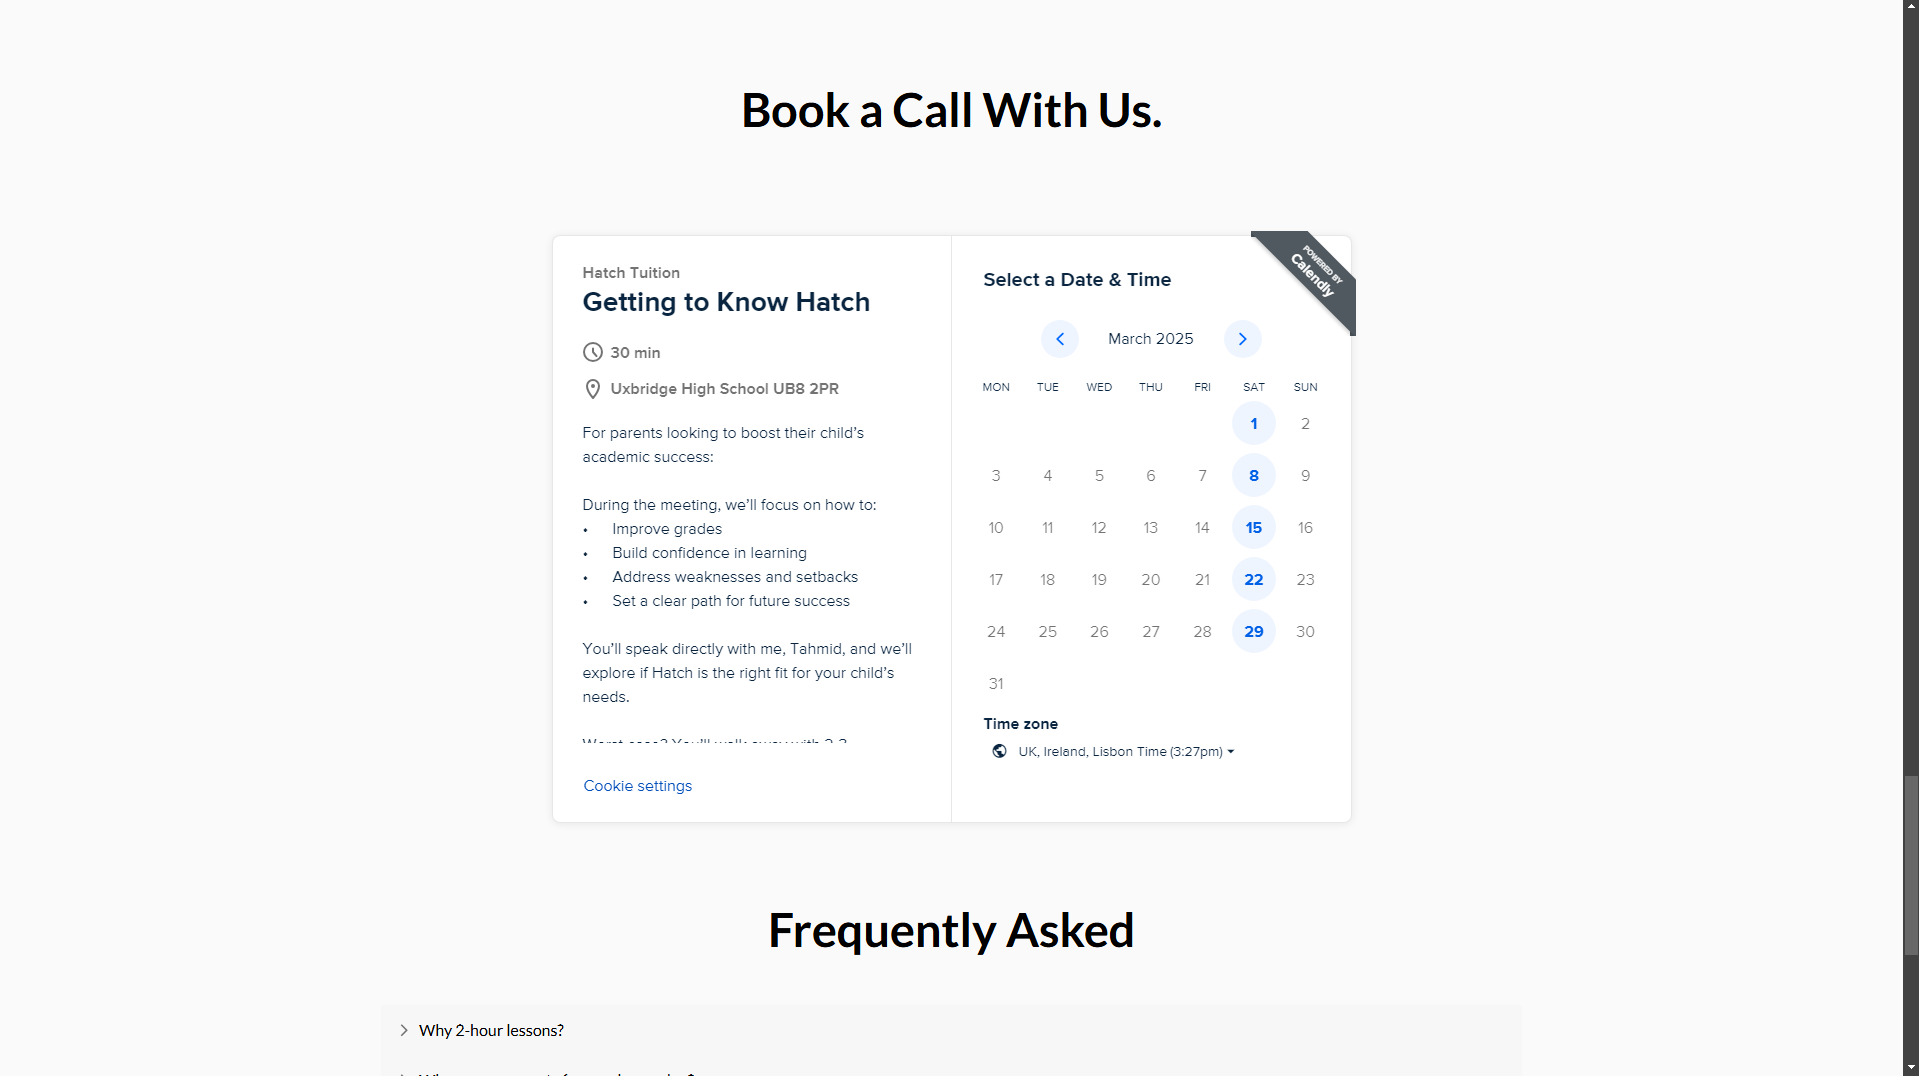 Book a Call With Us.
Hatch Tuition
Getting to Know Hatch
30 min
Uxbridge High School UB8 2PR
For parents looking to boost their child’s
academic success:
During the meeting, we’ll focus on how to:
• Improve grades
• Build confidence in learning
• Address weaknesses and setbacks
• Set a clear path for future success
You’ll speak directly with me, Tahmid, and we’ll
explore if Hatch is the right fit for your child’s
needs.
Cookie settings
POWERED BY
Calendly
Select a Date & Time
March 2025
MON TUE WED THU FRI SAT SUN
1 2
3 4 5 6 7 8 9
10 11 12 13 14 15 16
17 18 19 20 21 22 23
24 25 26 27 28 29 30
31
Time zone
UK, Ireland, Lisbon Time (3:27pm)
Frequently Asked
Why 2-hour lessons?